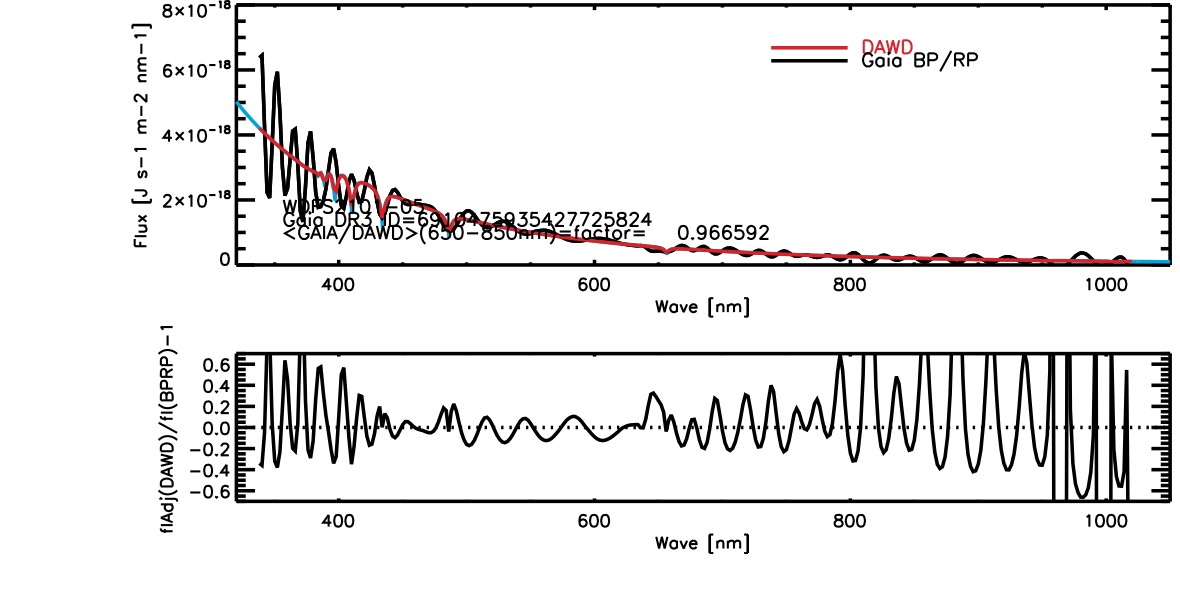 8×10−18
6×10−18
4×10−18
2×10−18
0
Flux [J s−1 m−2 nm−1]
DAWD
Gaia BP/RP
WDFS2101−05
Gaia DR3 ID=6910475935427725824
<GAIA/DAWD>(650−850nm)=factor= 0.966592
400 600 800 1000
Wave [nm]
0.6
0.4
0.2
0.0
−0.2
−0.4
−0.6
flAdj(DAWD)/fl(BPRP)−1
400 600 800 1000
Wave [nm]